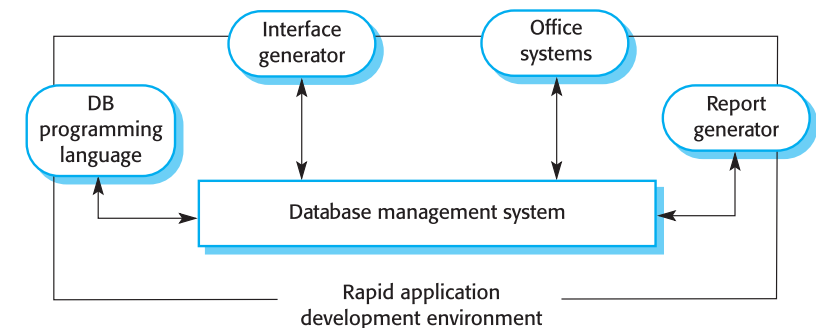 Interface
generator
Office
systems
DB
programming
language
Report
generator
Database management system
Rapid application
development environment